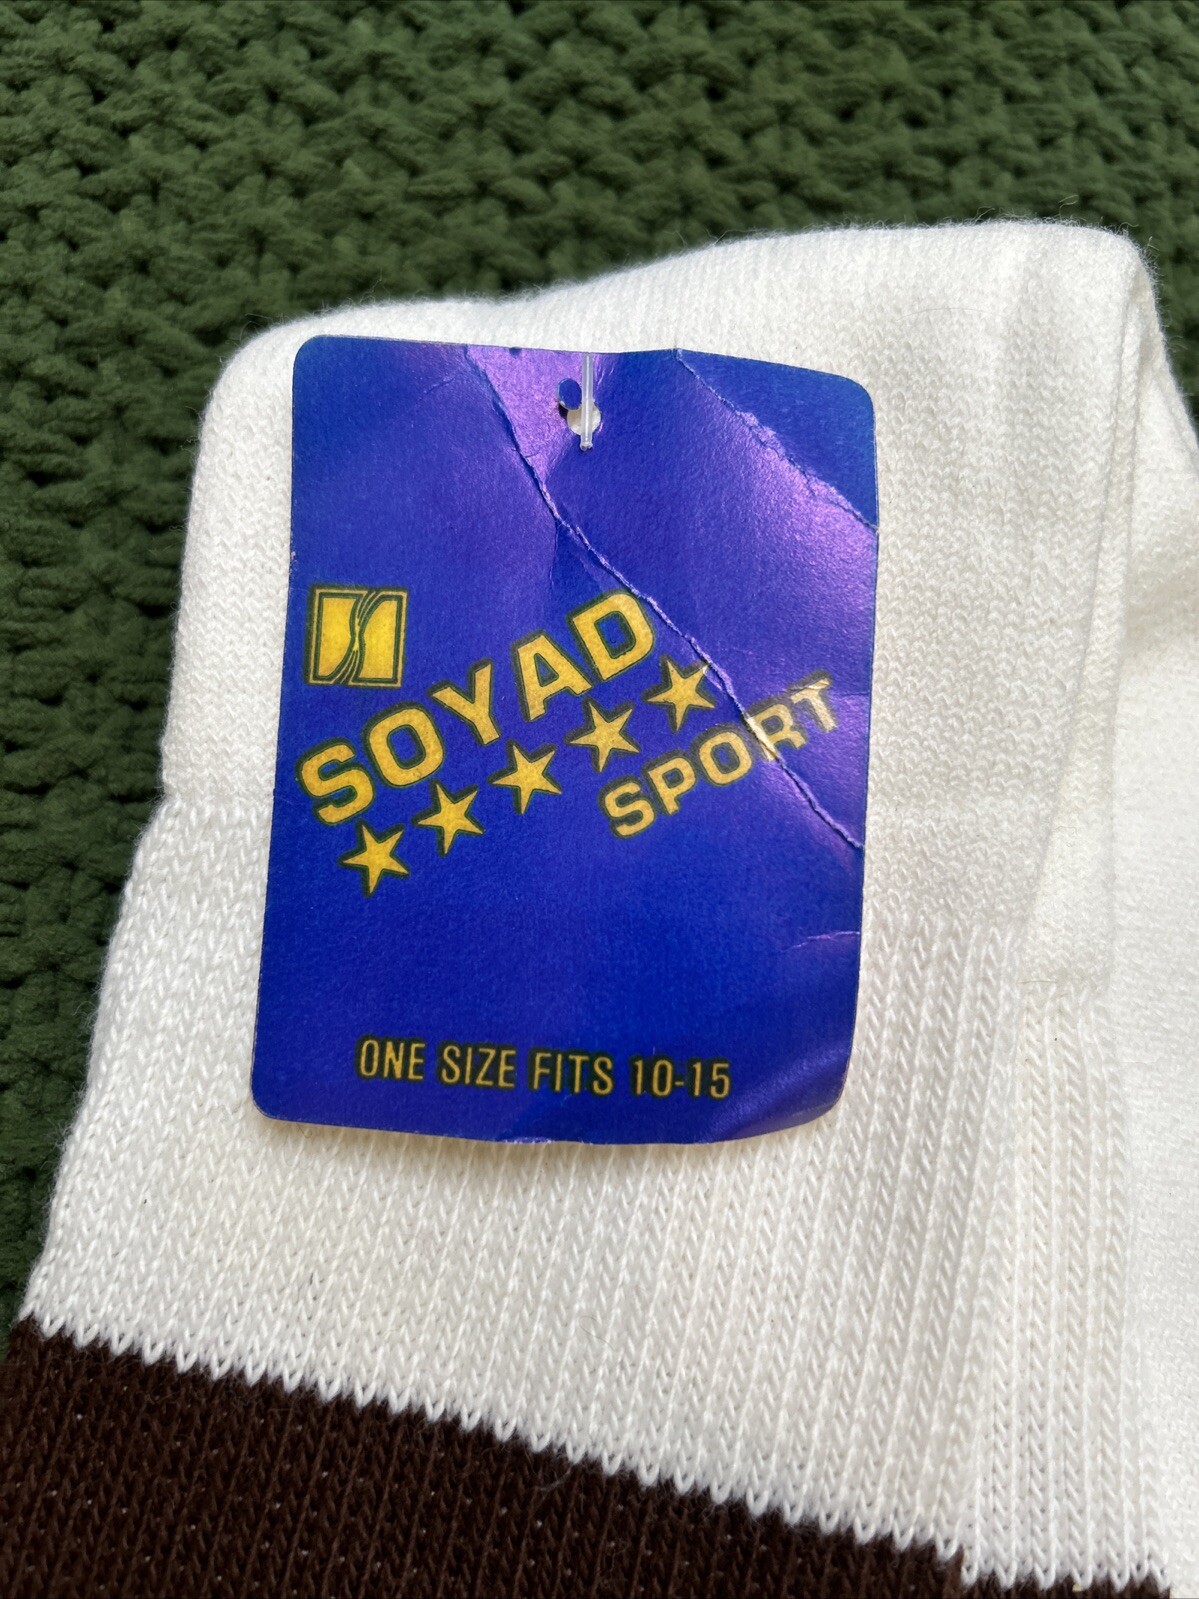 SOYAD
SPORT
ONE SIZE FITS 10-15